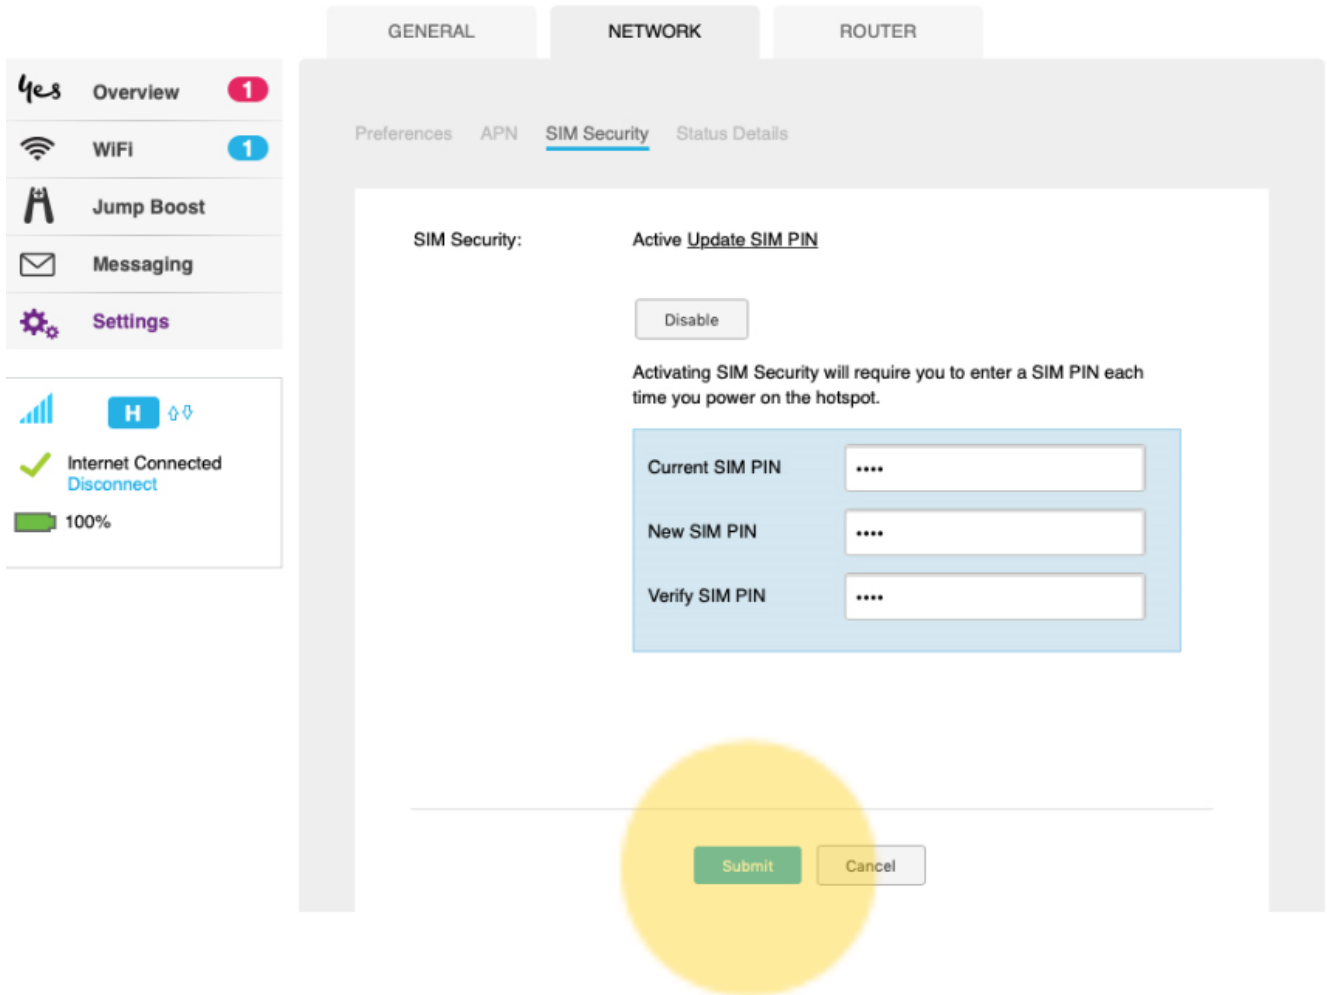 GENERAL
NETWORK
ROUTER
yes
Overview
1
WiFi
1
Jump Boost
Messaging
Settings
H
Internet Connected
Disconnect
100%
Preferences
APN
SIM Security
Status Details
SIM Security:
Active Update SIM PIN
Disable
Activating SIM Security will require you to enter a SIM PIN each
time you power on the hotspot.
Current SIM PIN
••••
New SIM PIN
••••
Verify SIM PIN
••••
Submit
Cancel